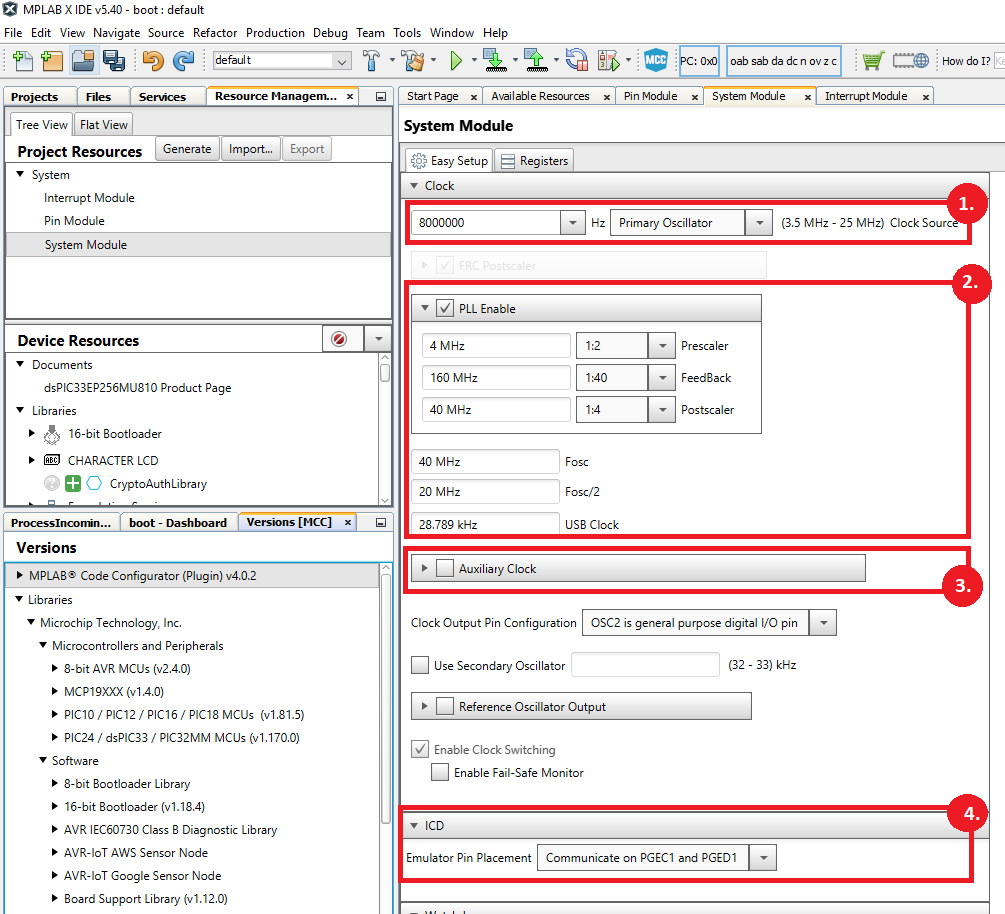 MPLAB X IDE v5.40 - boot : default
File Edit View Navigate Source Refactor Production Debug Team Tools Window Help
default
MCC
PC: 0x0
oab sab da dc n ov z c
How do I?
Projects Files Services Resource Managem... ×
Tree View Flat View
Project Resources Generate Import... Export
System
Interrupt Module
Pin Module
System Module
Device Resources
Documents
dsPIC33EP256MU810 Product Page
Libraries
16-bit Bootloader
ABC CHARACTER LCD
CryptoAuthLibrary
ProcessIncomin... boot - Dashboard Versions [MCC] ×
Versions
MPLAB® Code Configurator (Plugin) v4.0.2
Libraries
Microchip Technology, Inc.
Microcontrollers and Peripherals
8-bit AVR MCUs (v2.4.0)
MCP19XXX (v1.4.0)
PIC10 / PIC12 / PIC16 / PIC18 MCUs (v1.81.5)
PIC24 / dsPIC33 / PIC32MM MCUs (v1.170.0)
Software
8-bit Bootloader Library
16-bit Bootloader (v1.18.4)
AVR IEC60730 Class B Diagnostic Library
AVR-IoT AWS Sensor Node
AVR-IoT Google Sensor Node
Board Support Library (v1.12.0)
Start Page × Available Resources × Pin Module × System Module × Interrupt Module ×
System Module
Easy Setup Registers
Clock
1.
8000000 Hz Primary Oscillator (3.5 MHz - 25 MHz) Clock Source
FRC Postscaler
2.
PLL Enable
4 MHz 1:2 Prescaler
160 MHz 1:40 FeedBack
40 MHz 1:4 Postscaler
40 MHz Fosc
20 MHz Fosc/2
28.789 kHz USB Clock
Auxiliary Clock
3.
Clock Output Pin Configuration OSC2 is general purpose digital I/O pin
Use Secondary Oscillator (32 - 33) kHz
Reference Oscillator Output
Enable Clock Switching
Enable Fail-Safe Monitor
4.
ICD
Emulator Pin Placement Communicate on PGEC1 and PGED1